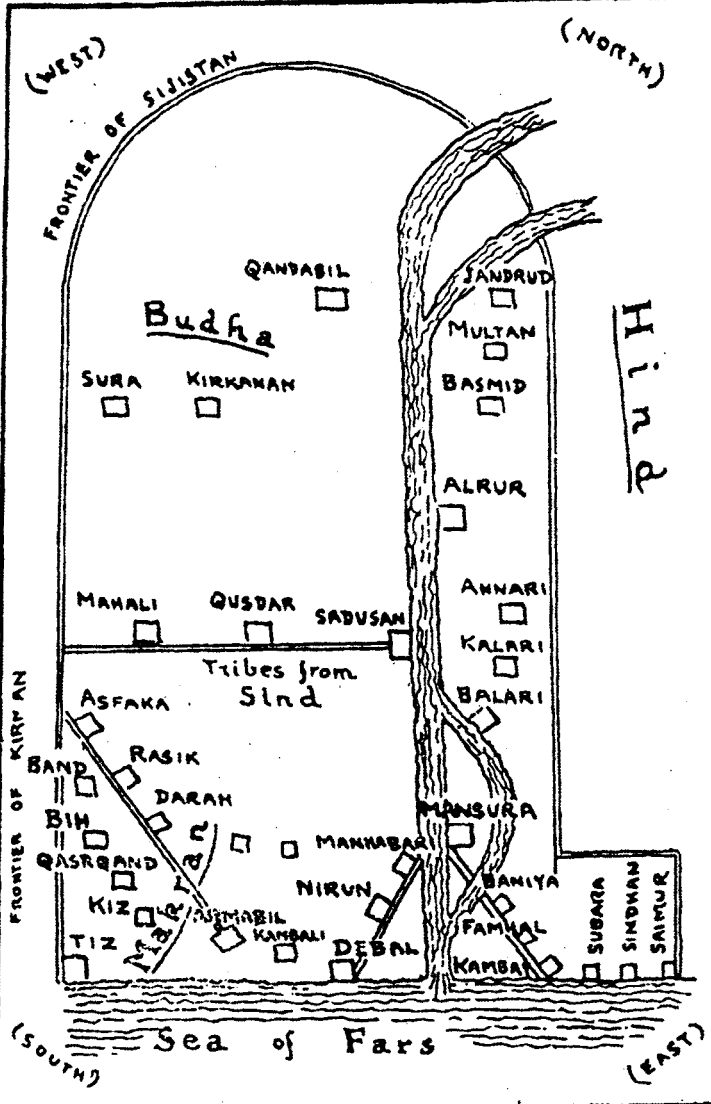 (WEST)
(NORTH)
FRONTIER OF SIJISTAN
QANDABIL
JANDRUD
Budha
MULTAN
Hind
SURA
KIRKANAN
BASMID
ALRUR
MAHALI
QUSDAR
SADUSAN
ANNARI
KALARI
Tribes from
Sind
BALARI
FRONTIER OF KIRMAN
ASFAKA
BAND
RASIK
DARAH
MANSURA
BIH
MANHABARI
QASRQAND
NIRUN
BANIYA
KIZ
ARMABIL
KAMBALI
FAMHAL
SUBARA
SINDHAN
SAIMUR
TIZ
DEBAL
Sea of Fars
(SOUTH)
(EAST)